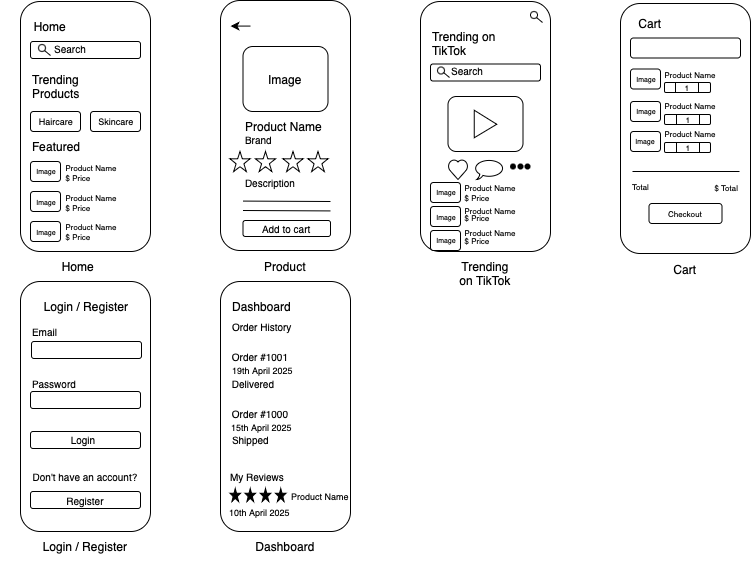 Home
Search
Trending
Products
Haircare
Skincare
Featured
Image
Product Name
$ Price
Image
Product Name
$ Price
Image
Product Name
$ Price
Home
Image
Product Name
Brand
Description
Add to cart
Product
Trending on
TikTok
Search
Image
Product Name
$ Price
Image
Product Name
$ Price
Image
Product Name
$ Price
Trending
on TikTok
Cart
Image
Product Name
1
Image
Product Name
1
Image
Product Name
1
Total
$ Total
Checkout
Cart
Login / Register
Email
Password
Login
Don't have an account?
Register
Login / Register
Dashboard
Order History
Order #1001
19th April 2025
Delivered
Order #1000
15th April 2025
Shipped
My Reviews
Product Name
10th April 2025
Dashboard